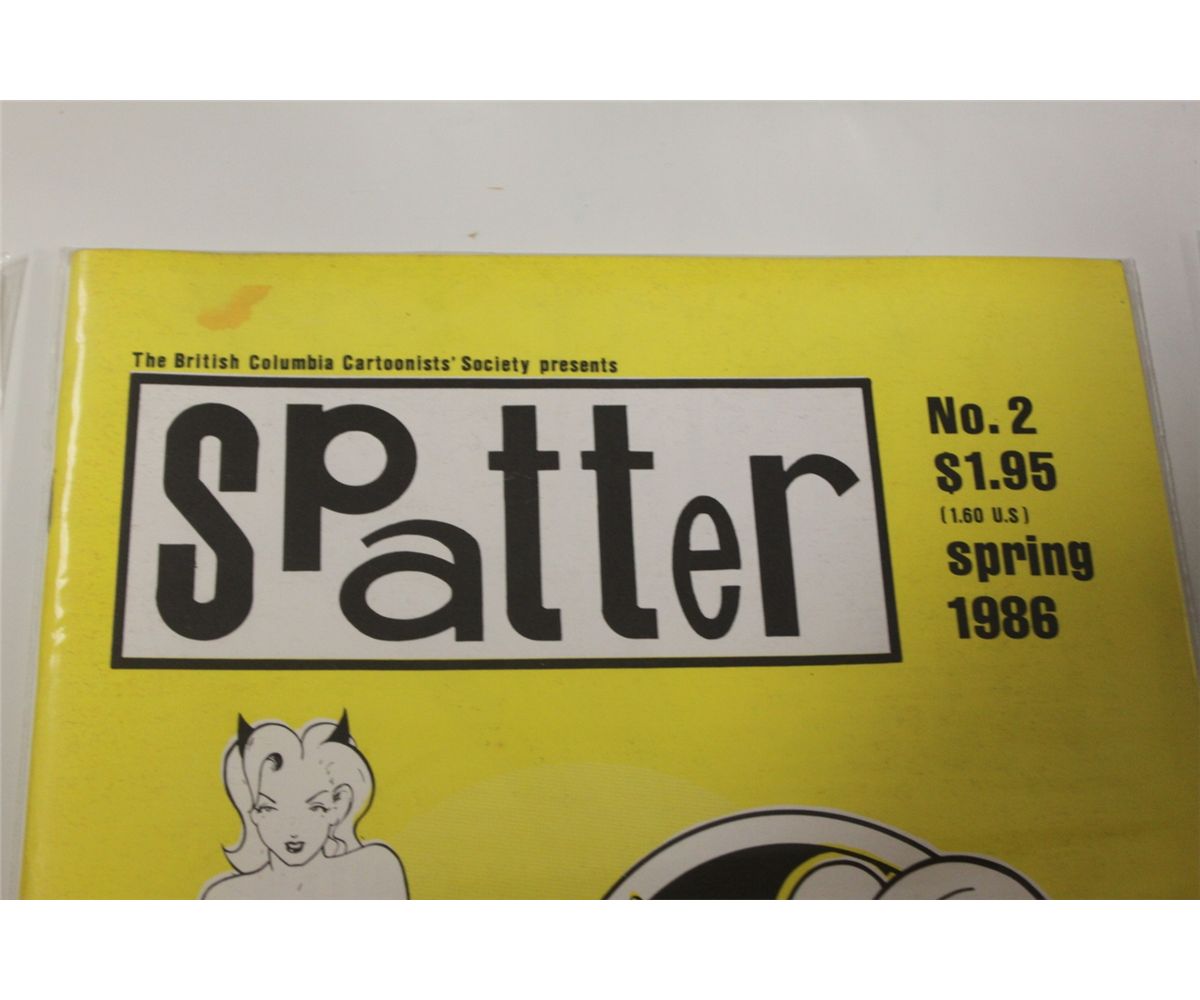 The British Columbia Cartoonists' Society presents
spatter
No. 2
$1.95
(1.60 U.S)
spring
1986